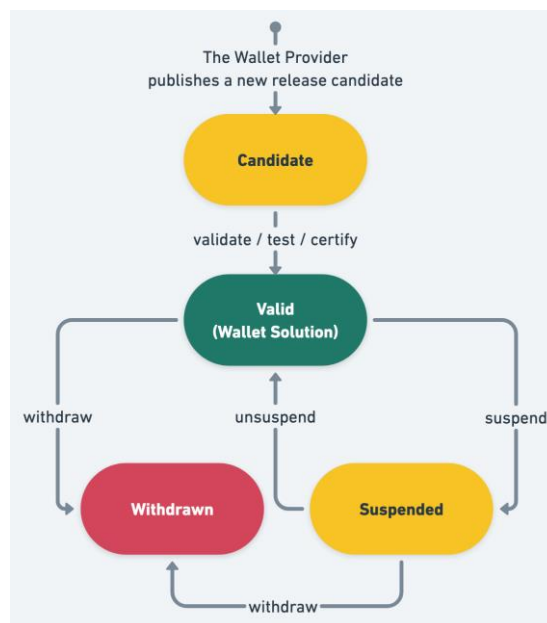 The Wallet Provider
publishes a new release candidate
Candidate
validate / test / certify
Valid
(Wallet Solution)
withdraw
unsuspend
suspend
Withdrawn
Suspended
withdraw